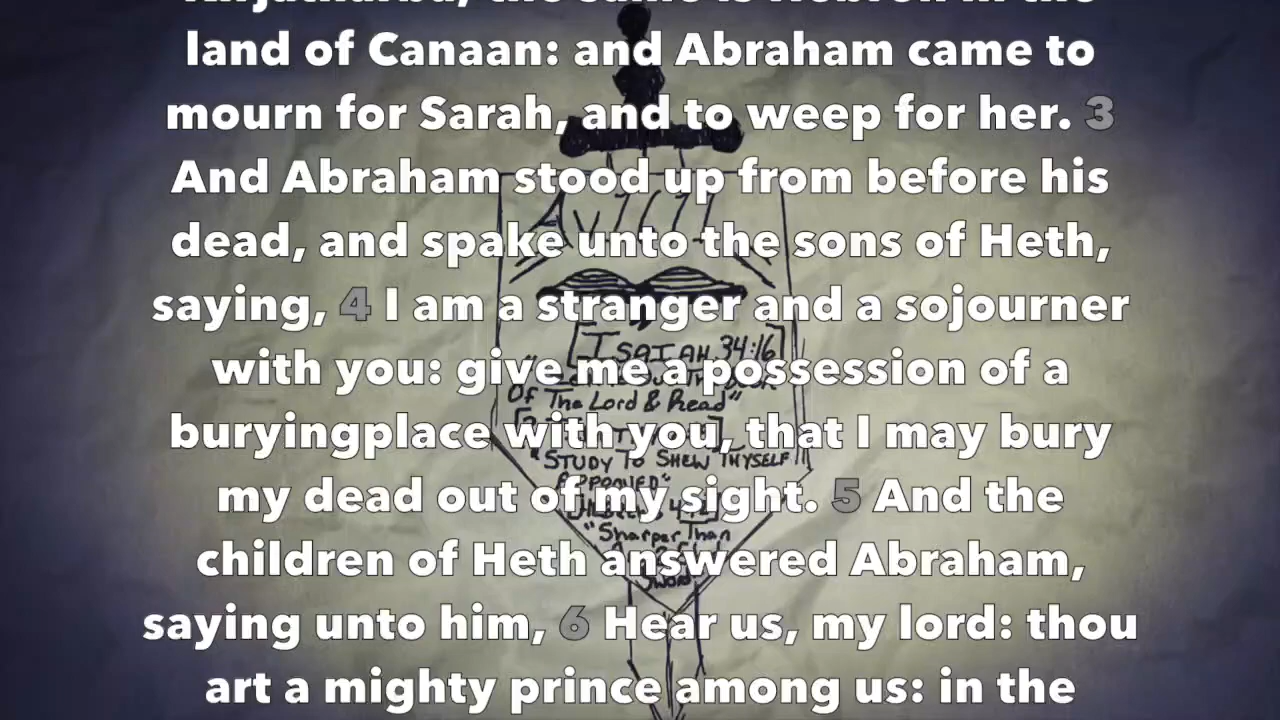 land of Canaan: and Abraham came to
mourn for Sarah, and to weep for her. 3
And Abraham stood up from before his
dead, and spake unto the sons of Heth,
saying, 4 I am a stranger and a sojourner
with you: give me a possession of a
buryingplace with you, that I may bury
my dead out of my sight. 5 And the
children of Heth answered Abraham,
saying unto him, 6 Hear us, my lord: thou
art a mighty prince among us: in the
AV1611
[ISAIAH 34:16]
Of The Lord & Read"
"STUDY TO SHEW THYSELF
APPROVED"
"Sharper Than
Sword